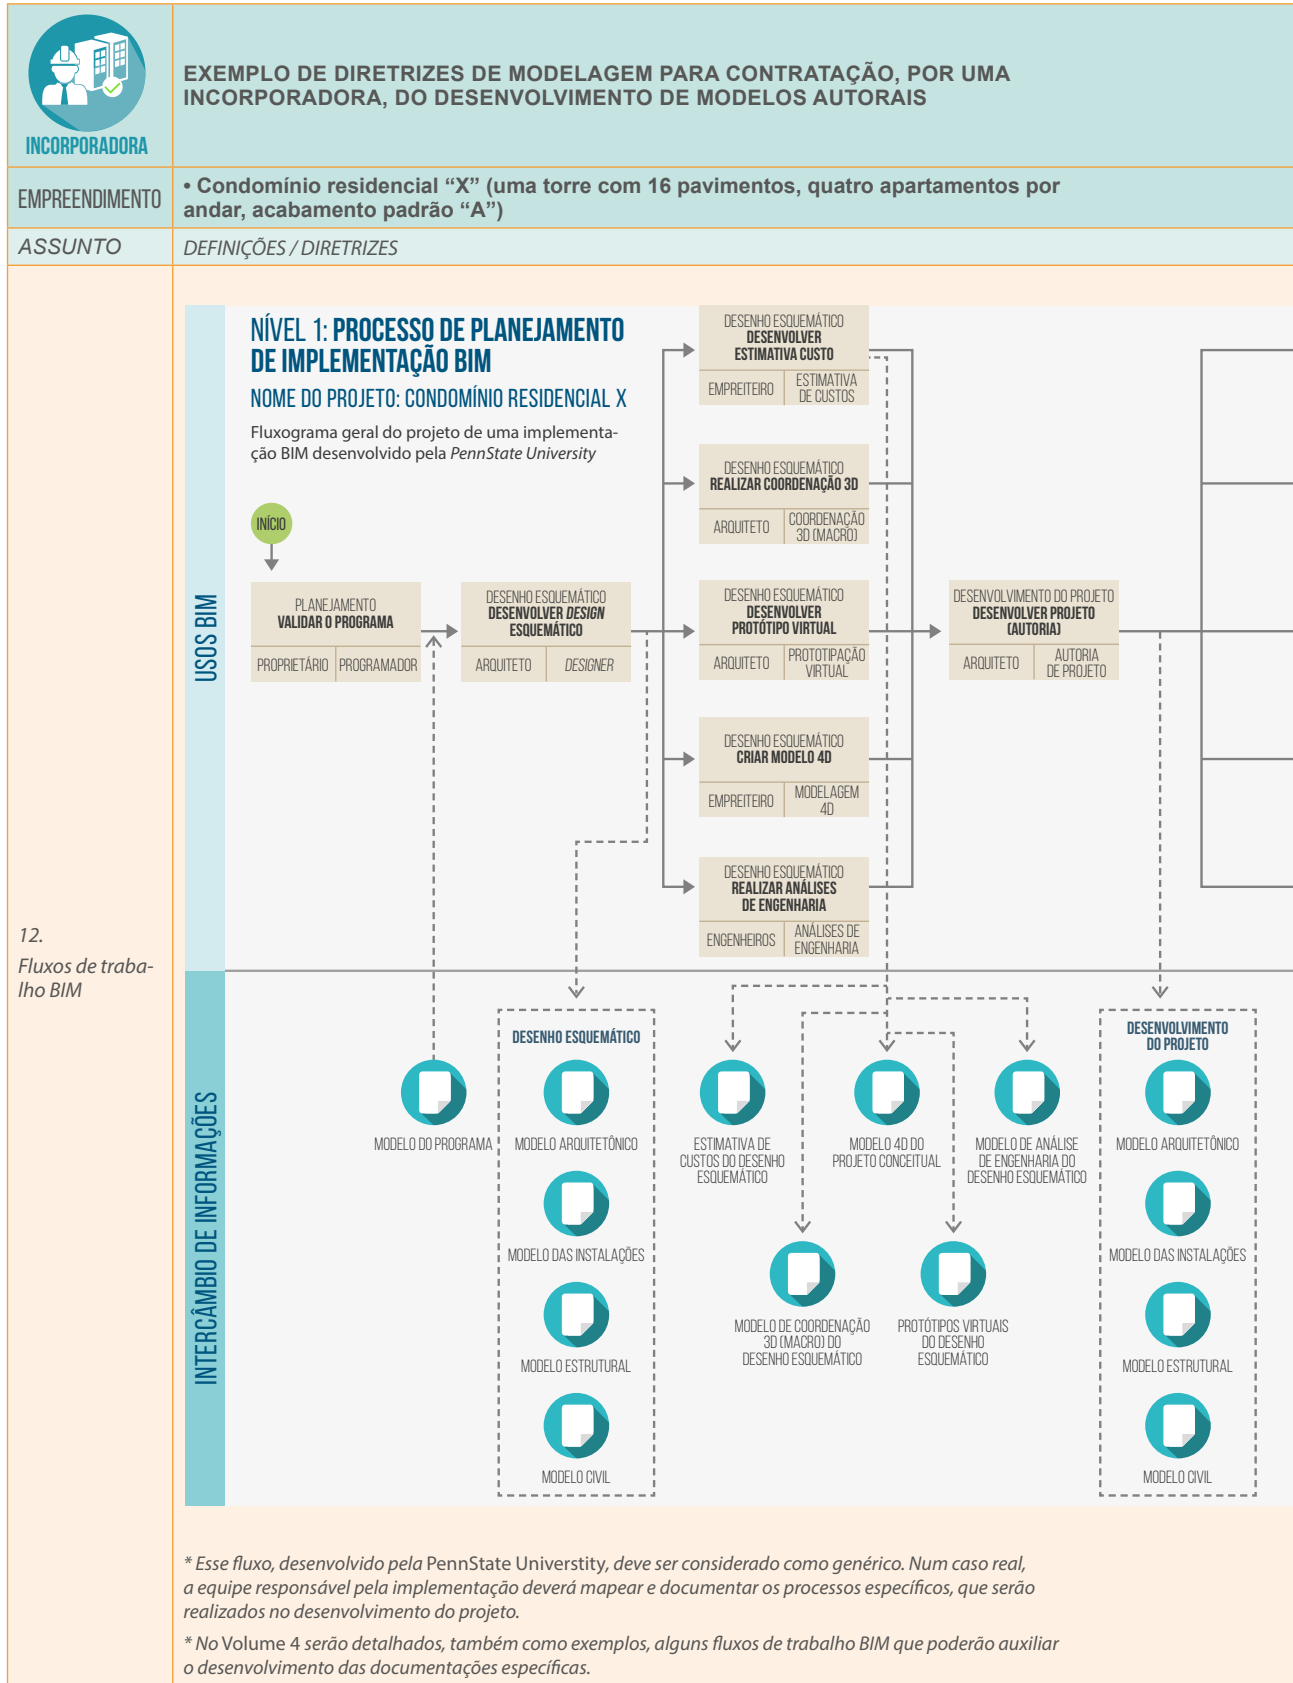 INCORPORADORA
EXEMPLO DE DIRETRIZES DE MODELAGEM PARA CONTRATAÇÃO, POR UMA
INCORPORADORA, DO DESENVOLVIMENTO DE MODELOS AUTORAIS
EMPREENDIMENTO
• Condomínio residencial “X” (uma torre com 16 pavimentos, quatro apartamentos por
andar, acabamento padrão “A”)
ASSUNTO
DEFINIÇÕES / DIRETRIZES
12.
Fluxos de traba-
lho BIM
USOS BIM
NÍVEL 1: PROCESSO DE PLANEJAMENTO
DE IMPLEMENTAÇÃO BIM
NOME DO PROJETO: CONDOMÍNIO RESIDENCIAL X
Fluxograma geral do projeto de uma implementa-
ção BIM desenvolvido pela PennState University
INÍCIO
PLANEJAMENTO
VALIDAR O PROGRAMA
PROPRIETÁRIO
PROGRAMADOR
DESENHO ESQUEMÁTICO
DESENVOLVER DESIGN
ESQUEMÁTICO
ARQUITETO
DESIGNER
DESENHO ESQUEMÁTICO
DESENVOLVER
ESTIMATIVA CUSTO
EMPREITEIRO
ESTIMATIVA
DE CUSTOS
DESENHO ESQUEMÁTICO
REALIZAR COORDENAÇÃO 3D
ARQUITETO
COORDENAÇÃO
3D (MACRO)
DESENHO ESQUEMÁTICO
DESENVOLVER
PROTÓTIPO VIRTUAL
ARQUITETO
PROTOTIPAÇÃO
VIRTUAL
DESENHO ESQUEMÁTICO
CRIAR MODELO 4D
EMPREITEIRO
MODELAGEM
4D
DESENHO ESQUEMÁTICO
REALIZAR ANÁLISES
DE ENGENHARIA
ENGENHEIROS
ANÁLISES DE
ENGENHARIA
DESENVOLVIMENTO DO PROJETO
DESENVOLVER PROJETO
(AUTORIA)
ARQUITETO
AUTORIA
DE PROJETO
INTERCÂMBIO DE INFORMAÇÕES
MODELO DO PROGRAMA
DESENHO ESQUEMÁTICO
MODELO ARQUITETÔNICO
MODELO DAS INSTALAÇÕES
MODELO ESTRUTURAL
MODELO CIVIL
ESTIMATIVA DE
CUSTOS DO DESENHO
ESQUEMÁTICO
MODELO 4D DO
PROJETO CONCEITUAL
MODELO DE ANÁLISE
DE ENGENHARIA DO
DESENHO ESQUEMÁTICO
MODELO DE COORDENAÇÃO
3D (MACRO) DO
DESENHO ESQUEMÁTICO
PROTÓTIPOS VIRTUAIS
DO DESENHO
ESQUEMÁTICO
DESENVOLVIMENTO
DO PROJETO
MODELO ARQUITETÔNICO
MODELO DAS INSTALAÇÕES
MODELO ESTRUTURAL
MODELO CIVIL
* Esse fluxo, desenvolvido pela PennState Universtity, deve ser considerado como genérico. Num caso real,
a equipe responsável pela implementação deverá mapear e documentar os processos específicos, que serão
realizados no desenvolvimento do projeto.
* No Volume 4 serão detalhados, também como exemplos, alguns fluxos de trabalho BIM que poderão auxiliar
o desenvolvimento das documentações específicas.